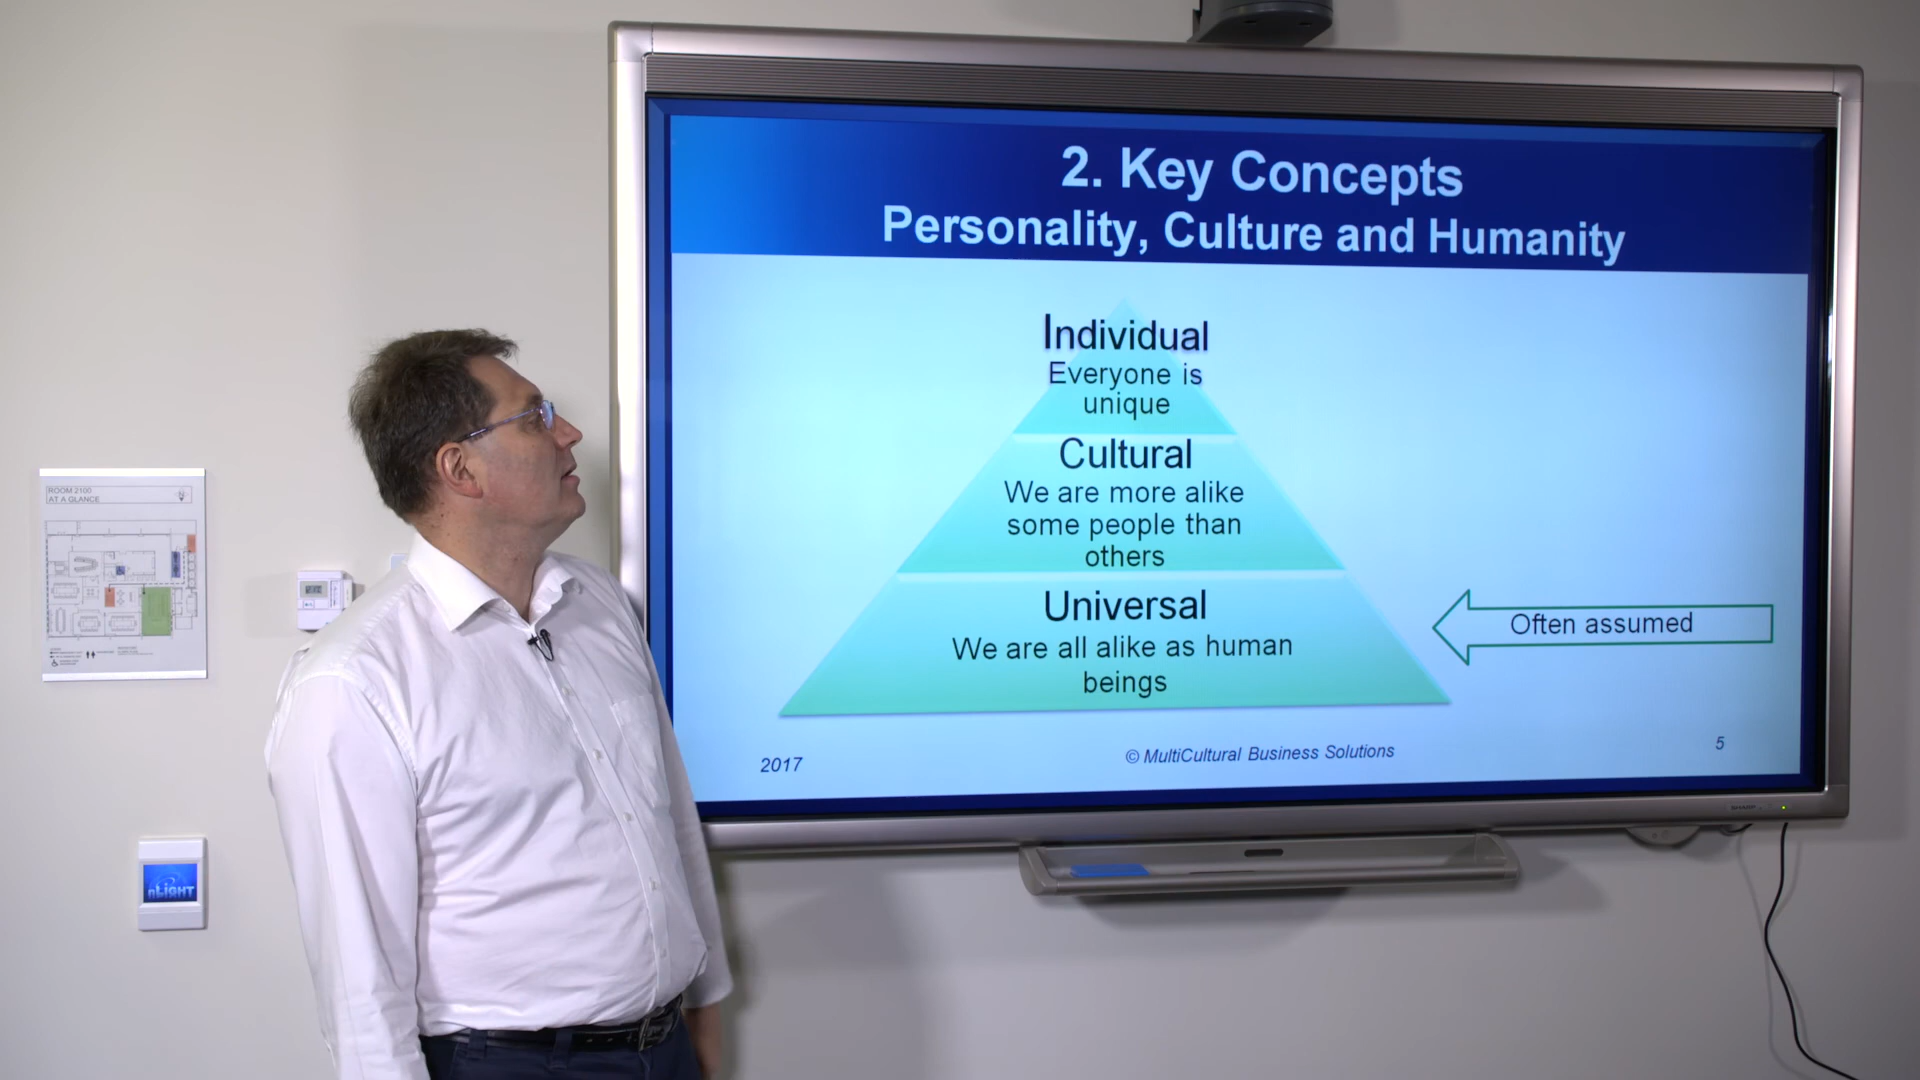 2. Key Concepts
Personality, Culture and Humanity
Individual
Everyone is
unique
Cultural
We are more alike
some people than
others
Universal
We are all alike as human
beings
Often assumed
2017
© MultiCultural Business Solutions
5
SHARP
ROOM 2100
AT A GLANCE
nLIGHT